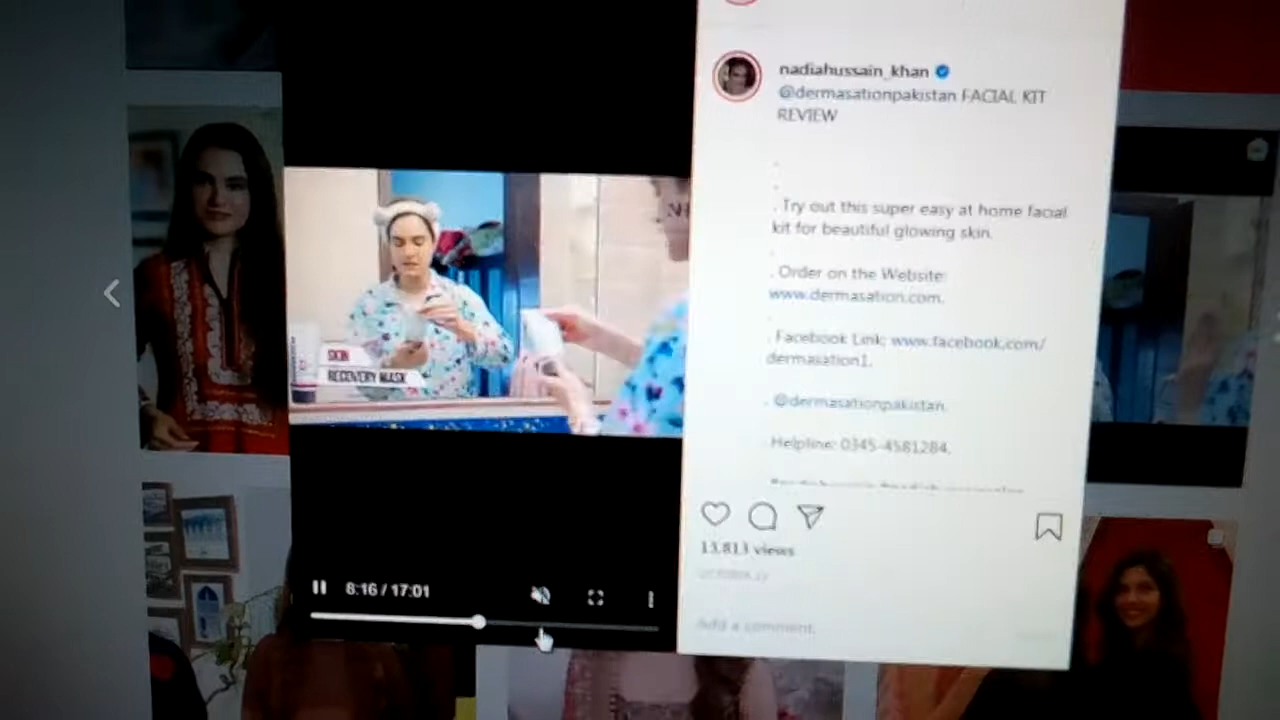 nadiahussain_khan
@dermasationpakistan FACIAL KIT
REVIEW
.
.
. Try out this super easy at home facial
kit for beautiful glowing skin.
.
. Order on the Website:
www.dermasation.com.
.
. Facebook Link; www.facebook.com/
dermasation1.
. @dermasationpakistan.
Helpline: 0345-4581284.
13,813 views
Add a comment.
SKIN
RECOVERY MASK
8:16 / 17:01